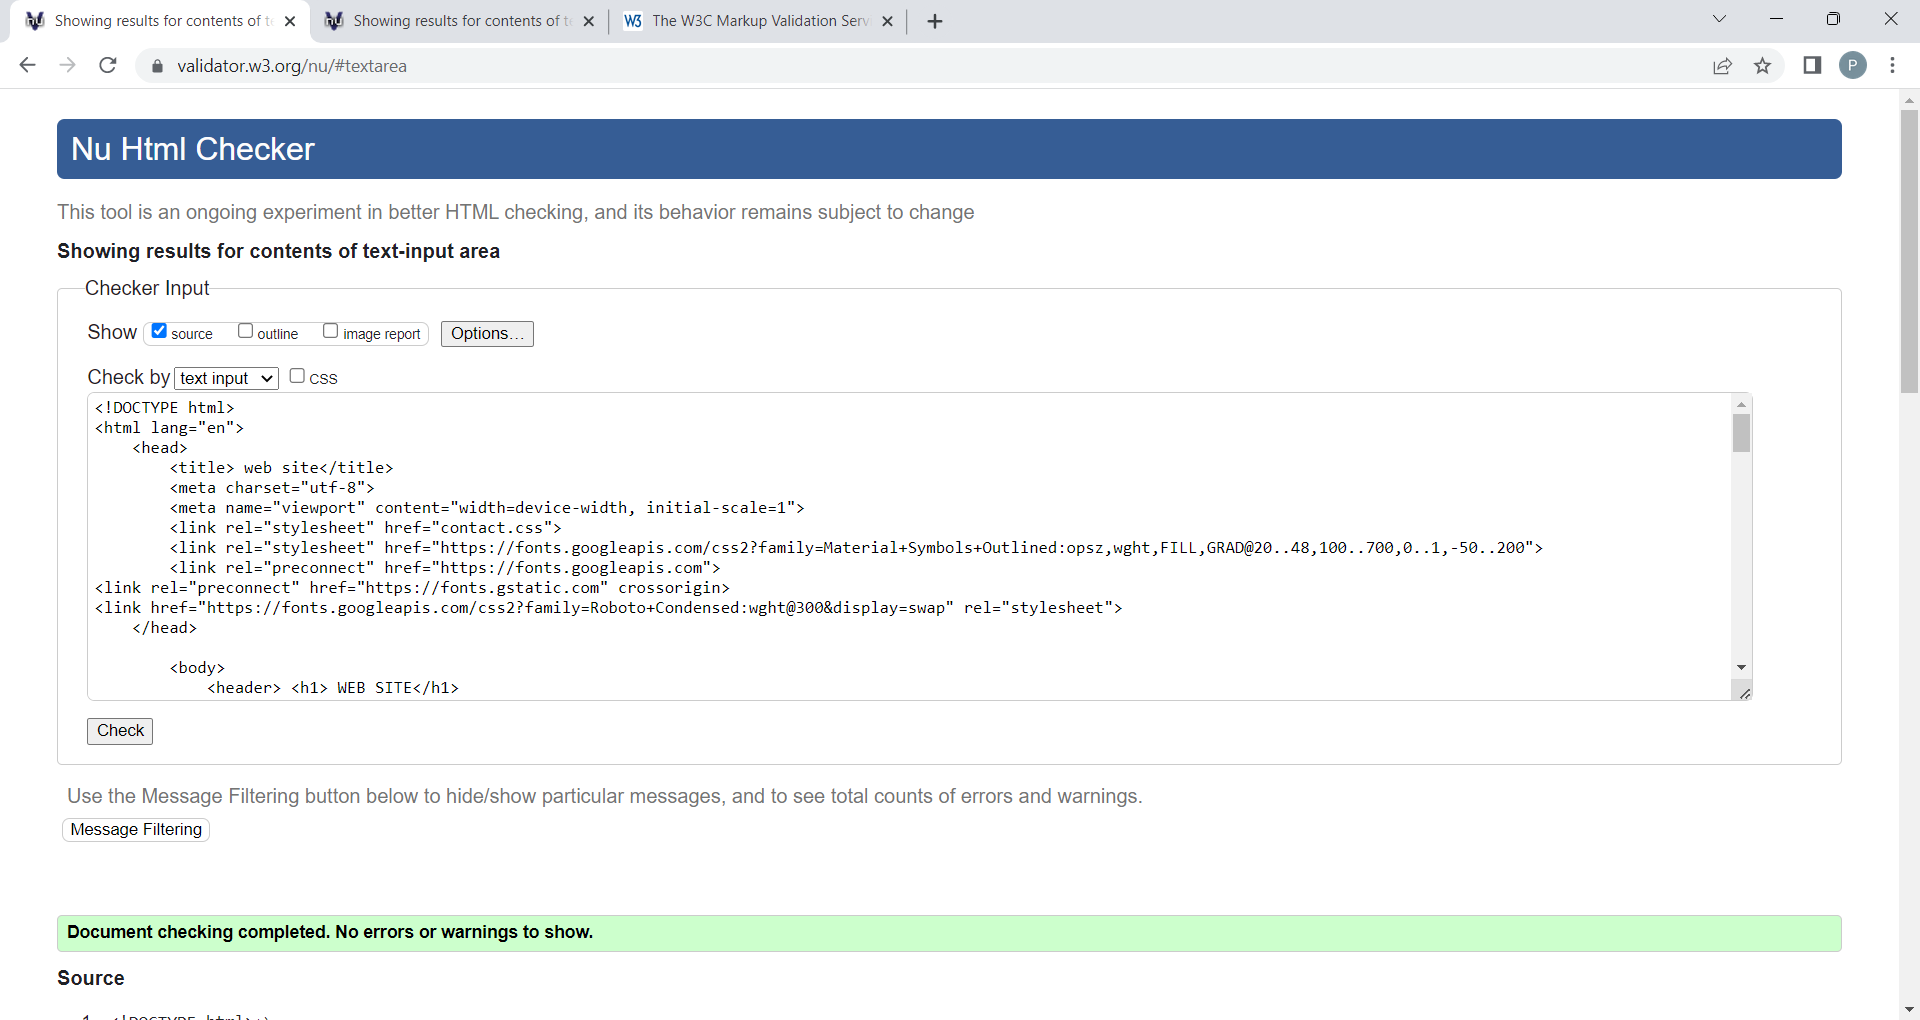 Showing results for contents of t
Showing results for contents of t
W3 The W3C Markup Validation Serv
validator.w3.org/nu/#textarea
P
Nu Html Checker
This tool is an ongoing experiment in better HTML checking, and its behavior remains subject to change
Showing results for contents of text-input area
Checker Input
Show source outline image report Options...
Check by text input CSS
<!DOCTYPE html>
<html lang="en">
<head>
<title> web site</title>
<meta charset="utf-8">
<meta name="viewport" content="width=device-width, initial-scale=1">
<link rel="stylesheet" href="contact.css">
<link rel="stylesheet" href="https://fonts.googleapis.com/css2?family=Material+Symbols+Outlined:opsz,wght,FILL,GRAD@20..48,100..700,0..1,-50..200">
<link rel="preconnect" href="https://fonts.googleapis.com">
<link rel="preconnect" href="https://fonts.gstatic.com" crossorigin>
<link href="https://fonts.googleapis.com/css2?family=Roboto+Condensed:wght@300&display=swap" rel="stylesheet">
</head>
<body>
<header> <h1> WEB SITE</h1>
Check
Use the Message Filtering button below to hide/show particular messages, and to see total counts of errors and warnings.
Message Filtering
Document checking completed. No errors or warnings to show.
Source